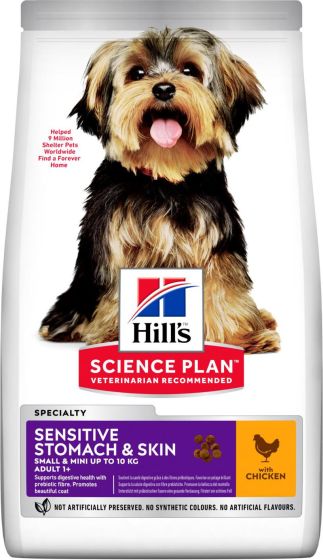 Helped
9 Million
Shelter Pets
Worldwide
Find a Forever
Home
Hill's
SCIENCE PLAN™
VETERINARIAN RECOMMENDED
SPECIALTY
SENSITIVE
STOMACH & SKIN
SMALL & MINI UP TO 10 KG
ADULT 1+
Supports digestive health with
prebiotic fibre. Promotes
beautiful coat
with
CHICKEN
NOT ARTIFICIALLY PRESERVED. NO SYNTHETIC COLOURS. NO ARTIFICIAL FLAVOURS.